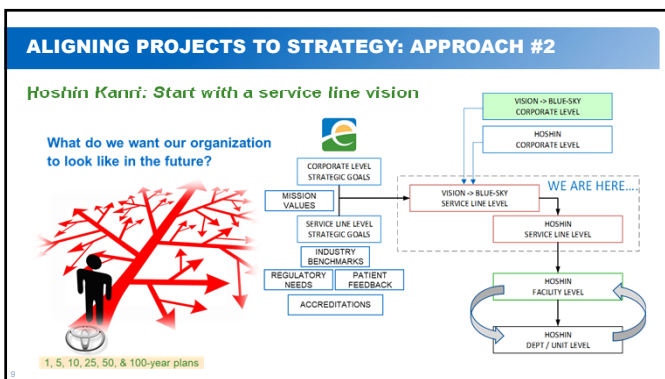 ALIGNING PROJECTS TO STRATEGY: APPROACH #2
Hoshin Kanri: Start with a service line vision
What do we want our organization
to look like in the future?
1, 5, 10, 25, 50, & 100-year plans
CORPORATE LEVEL
STRATEGIC GOALS
MISSION
VALUES
SERVICE LINE LEVEL
STRATEGIC GOALS
INDUSTRY
BENCHMARKS
REGULATORY
NEEDS
PATIENT
FEEDBACK
ACCREDITATIONS
VISION -> BLUE-SKY
CORPORATE LEVEL
HOSHIN
CORPORATE LEVEL
WE ARE HERE....
VISION -> BLUE-SKY
SERVICE LINE LEVEL
HOSHIN
SERVICE LINE LEVEL
HOSHIN
FACILITY LEVEL
HOSHIN
DEPT / UNIT LEVEL
9